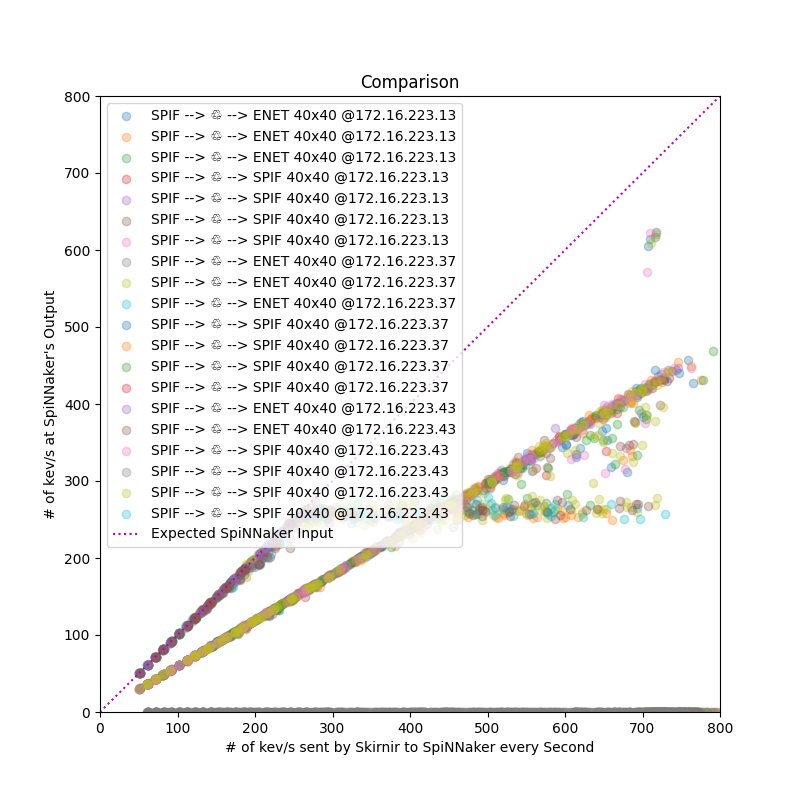 Comparison
# of kev/s at SpiNNaker's Output
800
700
600
500
400
300
200
100
0
SPIF --> ♲ --> ENET 40x40 @172.16.223.13
SPIF --> ♲ --> ENET 40x40 @172.16.223.13
SPIF --> ♲ --> ENET 40x40 @172.16.223.13
SPIF --> ♲ --> SPIF 40x40 @172.16.223.13
SPIF --> ♲ --> SPIF 40x40 @172.16.223.13
SPIF --> ♲ --> SPIF 40x40 @172.16.223.13
SPIF --> ♲ --> SPIF 40x40 @172.16.223.13
SPIF --> ♲ --> ENET 40x40 @172.16.223.37
SPIF --> ♲ --> ENET 40x40 @172.16.223.37
SPIF --> ♲ --> ENET 40x40 @172.16.223.37
SPIF --> ♲ --> SPIF 40x40 @172.16.223.37
SPIF --> ♲ --> SPIF 40x40 @172.16.223.37
SPIF --> ♲ --> SPIF 40x40 @172.16.223.37
SPIF --> ♲ --> SPIF 40x40 @172.16.223.37
SPIF --> ♲ --> ENET 40x40 @172.16.223.43
SPIF --> ♲ --> ENET 40x40 @172.16.223.43
SPIF --> ♲ --> SPIF 40x40 @172.16.223.43
SPIF --> ♲ --> SPIF 40x40 @172.16.223.43
SPIF --> ♲ --> SPIF 40x40 @172.16.223.43
SPIF --> ♲ --> SPIF 40x40 @172.16.223.43
Expected SpiNNaker Input
0 100 200 300 400 500 600 700 800
# of kev/s sent by Skirnir to SpiNNaker every Second